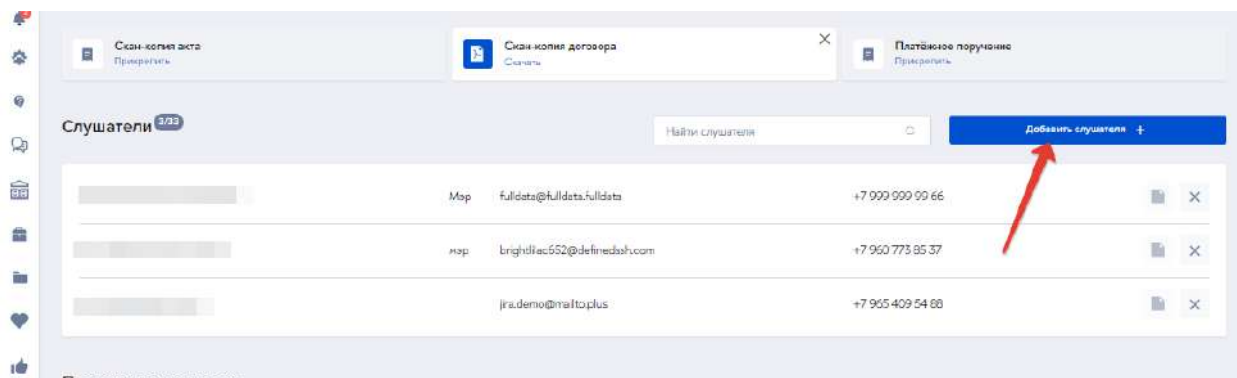 Скан-копия акта
Прикрепить
Скан-копия договора
Скачать
Платёжное поручение
Прикрепить
Слушатели 3/33
Найти слушателя
Добавить слушателя +
Мэр fulldata@fulldata.fulldata +7 999 999 99 66
мэр brightlilac652@definedssh.com +7 960 773 85 37
jira.demo@mailto.plus +7 965 409 54 88